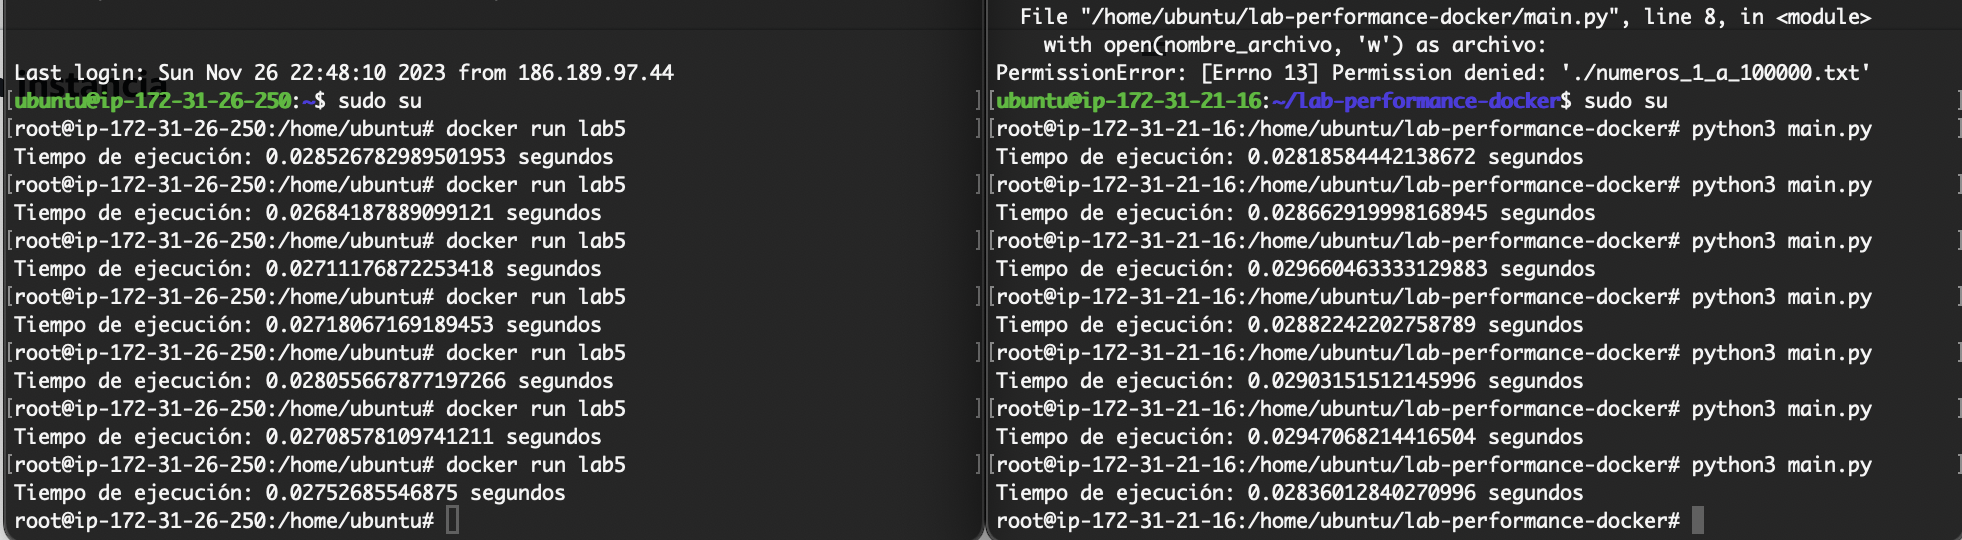 Last login: Sun Nov 26 22:48:10 2023 from 186.189.97.44
instancia
[ubuntu@ip-172-31-26-250:~$ sudo su ]
[root@ip-172-31-26-250:/home/ubuntu# docker run lab5 ]
Tiempo de ejecución: 0.028526782989501953 segundos
[root@ip-172-31-26-250:/home/ubuntu# docker run lab5 ]
Tiempo de ejecución: 0.02684187889099121 segundos
[root@ip-172-31-26-250:/home/ubuntu# docker run lab5 ]
Tiempo de ejecución: 0.02711176872253418 segundos
[root@ip-172-31-26-250:/home/ubuntu# docker run lab5 ]
Tiempo de ejecución: 0.02718067169189453 segundos
[root@ip-172-31-26-250:/home/ubuntu# docker run lab5 ]
Tiempo de ejecución: 0.028055667877197266 segundos
[root@ip-172-31-26-250:/home/ubuntu# docker run lab5 ]
Tiempo de ejecución: 0.02708578109741211 segundos
[root@ip-172-31-26-250:/home/ubuntu# docker run lab5 ]
Tiempo de ejecución: 0.02752685546875 segundos
root@ip-172-31-26-250:/home/ubuntu#
File "/home/ubuntu/lab-performance-docker/main.py", line 8, in <module>
with open(nombre_archivo, 'w') as archivo:
PermissionError: [Errno 13] Permission denied: './numeros_1_a_100000.txt'
[ubuntu@ip-172-31-21-16:~/lab-performance-docker$ sudo su ]
[root@ip-172-31-21-16:/home/ubuntu/lab-performance-docker# python3 main.py ]
Tiempo de ejecución: 0.02818584442138672 segundos
[root@ip-172-31-21-16:/home/ubuntu/lab-performance-docker# python3 main.py ]
Tiempo de ejecución: 0.028662919998168945 segundos
[root@ip-172-31-21-16:/home/ubuntu/lab-performance-docker# python3 main.py ]
Tiempo de ejecución: 0.029660463333129883 segundos
[root@ip-172-31-21-16:/home/ubuntu/lab-performance-docker# python3 main.py ]
Tiempo de ejecución: 0.02882242202758789 segundos
[root@ip-172-31-21-16:/home/ubuntu/lab-performance-docker# python3 main.py ]
Tiempo de ejecución: 0.02903151512145996 segundos
[root@ip-172-31-21-16:/home/ubuntu/lab-performance-docker# python3 main.py ]
Tiempo de ejecución: 0.02947068214416504 segundos
[root@ip-172-31-21-16:/home/ubuntu/lab-performance-docker# python3 main.py ]
Tiempo de ejecución: 0.02836012840270996 segundos
root@ip-172-31-21-16:/home/ubuntu/lab-performance-docker#